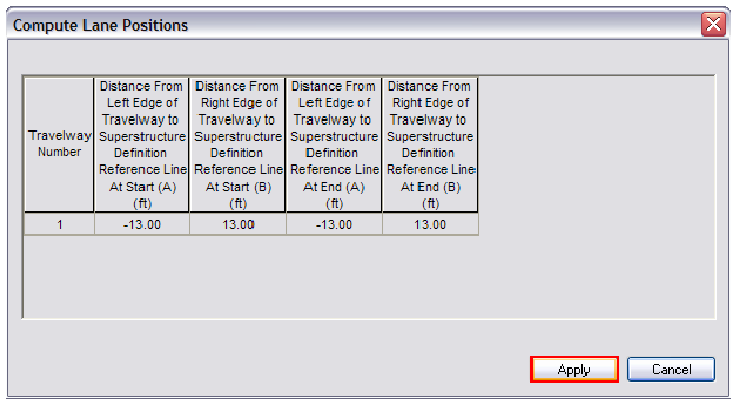 Compute Lane Positions
Travelway
Number
Distance From
Left Edge of
Travelway to
Superstructure
Definition
Reference Line
At Start (A)
(ft)
Distance From
Right Edge of
Travelway to
Superstructure
Definition
Reference Line
At Start (B)
(ft)
Distance From
Left Edge of
Travelway to
Superstructure
Definition
Reference Line
At End (A)
(ft)
Distance From
Right Edge of
Travelway to
Superstructure
Definition
Reference Line
At End (B)
(ft)
1 -13.00 13.00 -13.00 13.00
Apply Cancel